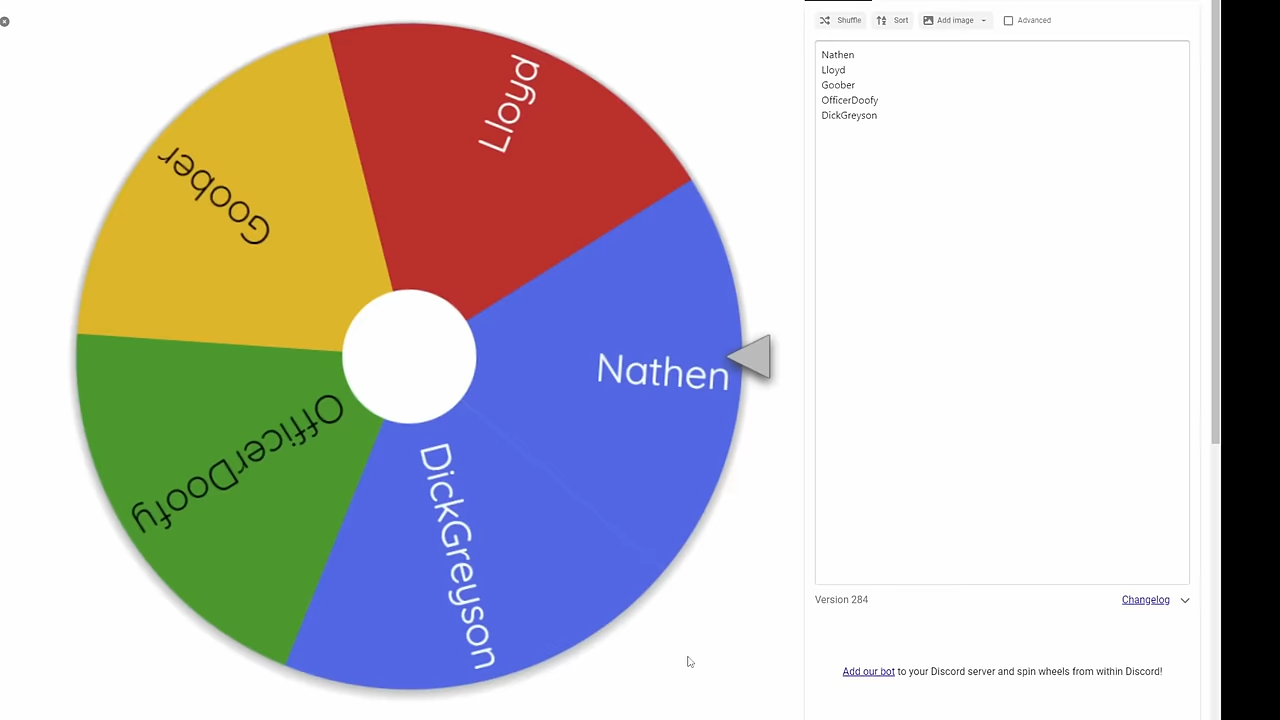 Lloyd
Goober
Nathen
OfficerDoofy
DickGreyson
Shuffle
Sort
Add image
Advanced
Nathen
Lloyd
Goober
OfficerDoofy
DickGreyson
Version 284
Changelog
Add our bot to your Discord server and spin wheels from within Discord!